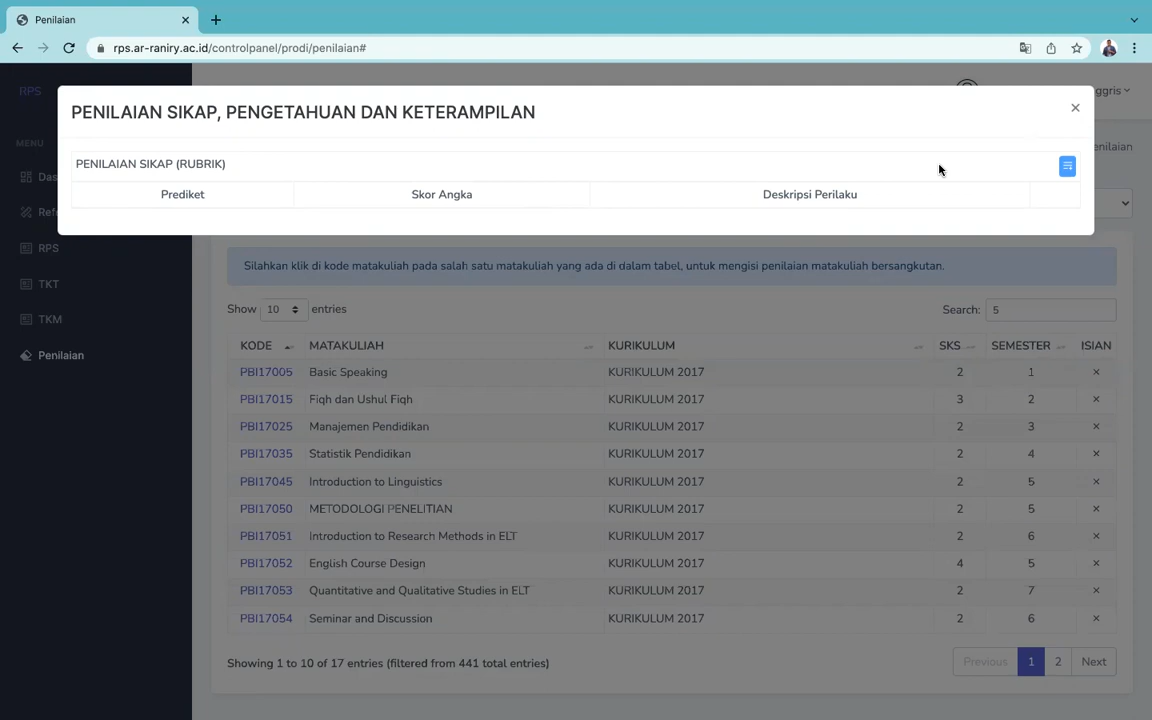 Penilaian
rps.ar-raniry.ac.id/controlpanel/prodi/penilaian#
RPS
MENU
RPS
TKT
TKM
Penilaian
PENILAIAN SIKAP, PENGETAHUAN DAN KETERAMPILAN
PENILAIAN SIKAP (RUBRIK)
Prediket Skor Angka Deskripsi Perilaku
Silahkan klik di kode matakuliah pada salah satu matakuliah yang ada di dalam tabel, untuk mengisi penilaian matakuliah bersangkutan.
Show 10 entries Search: 5
KODE MATAKULIAH KURIKULUM SKS SEMESTER ISIAN
PBI17005 Basic Speaking KURIKULUM 2017 2 1 ×
PBI17015 Fiqh dan Ushul Fiqh KURIKULUM 2017 3 2 ×
PBI17025 Manajemen Pendidikan KURIKULUM 2017 2 3 ×
PBI17035 Statistik Pendidikan KURIKULUM 2017 2 4 ×
PBI17045 Introduction to Linguistics KURIKULUM 2017 2 5 ×
PBI17050 METODOLOGI PENELITIAN KURIKULUM 2017 2 5 ×
PBI17051 Introduction to Research Methods in ELT KURIKULUM 2017 2 6 ×
PBI17052 English Course Design KURIKULUM 2017 4 5 ×
PBI17053 Quantitative and Qualitative Studies in ELT KURIKULUM 2017 2 7 ×
PBI17054 Seminar and Discussion KURIKULUM 2017 2 6 ×
Showing 1 to 10 of 17 entries (filtered from 441 total entries)
Previous 1 2 Next